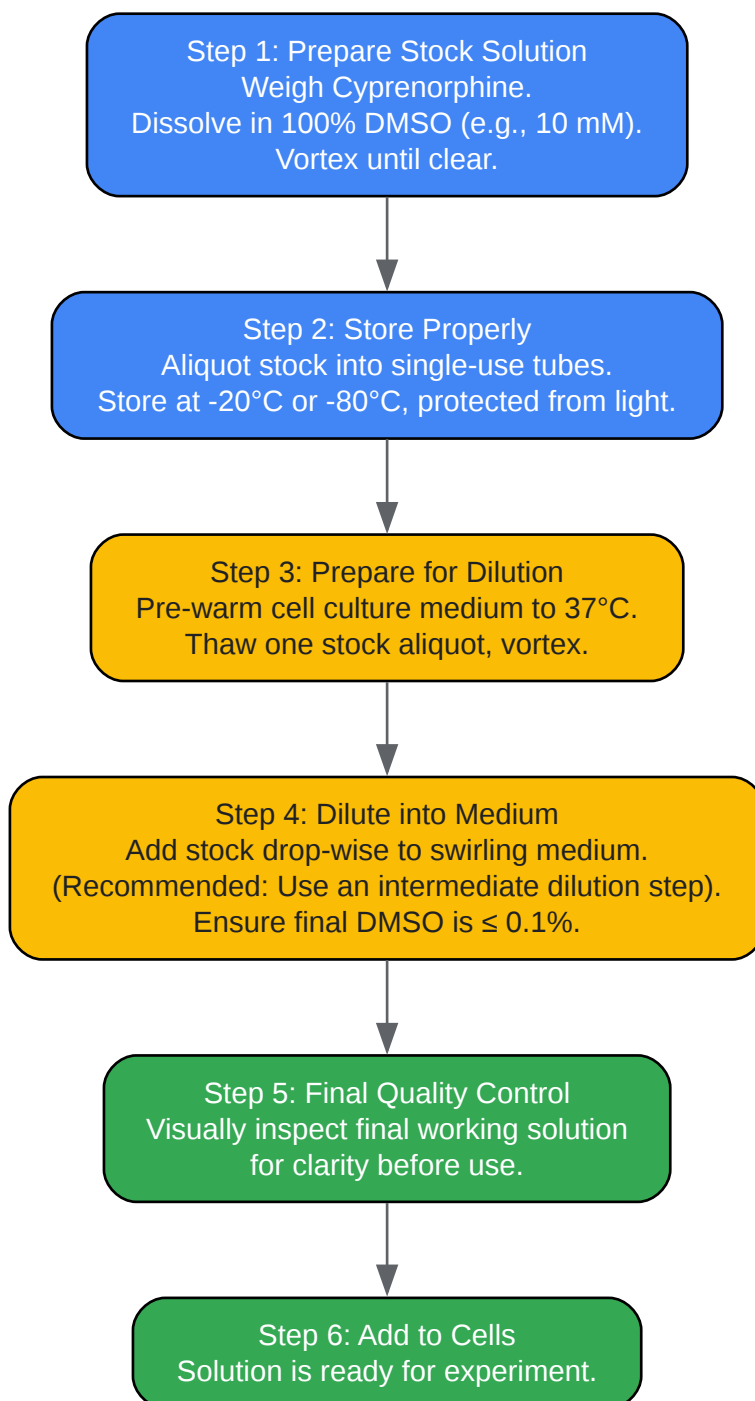 Step 1: Prepare Stock Solution
Weigh Cyprenorphine.
Dissolve in 100% DMSO (e.g., 10 mM).
Vortex until clear.
Step 2: Store Properly
Aliquot stock into single-use tubes.
Store at -20°C or -80°C, protected from light.
Step 3: Prepare for Dilution
Pre-warm cell culture medium to 37°C.
Thaw one stock aliquot, vortex.
Step 4: Dilute into Medium
Add stock drop-wise to swirling medium.
(Recommended: Use an intermediate dilution step).
Ensure final DMSO is ≤ 0.1%.
Step 5: Final Quality Control
Visually inspect final working solution
for clarity before use.
Step 6: Add to Cells
Solution is ready for experiment.